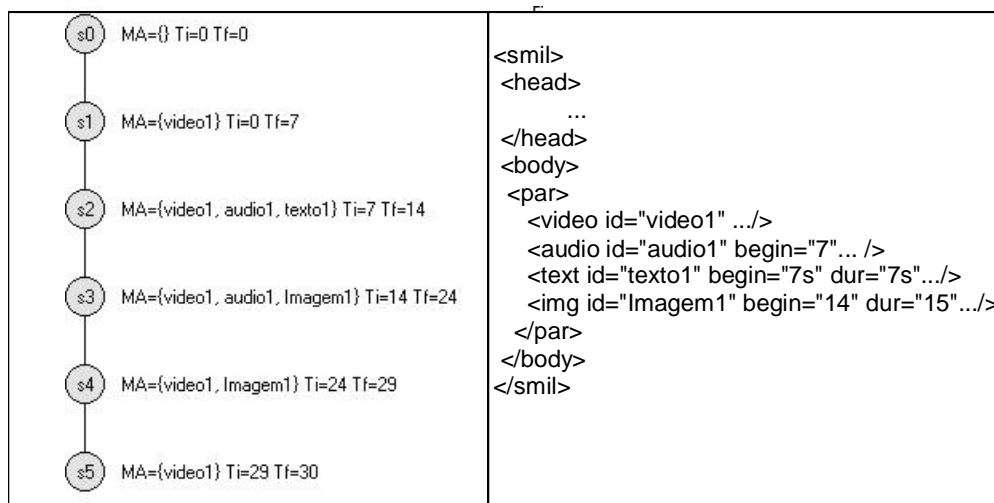 s0 MA={} Ti=0 Tf=0
s1 MA={video1} Ti=0 Tf=7
s2 MA={video1, audio1, texto1} Ti=7 Tf=14
s3 MA={video1, audio1, Imagem1} Ti=14 Tf=24
s4 MA={video1, Imagem1} Ti=24 Tf=29
s5 MA={video1} Ti=29 Tf=30
<smil>
<head>
...
</head>
<body>
<par>
<video id="video1" .../>
<audio id="audio1" begin="7"... />
<text id="texto1" begin="7s" dur="7s".../>
<img id="Imagem1" begin="14" dur="15".../>
</par>
</body>
</smil>